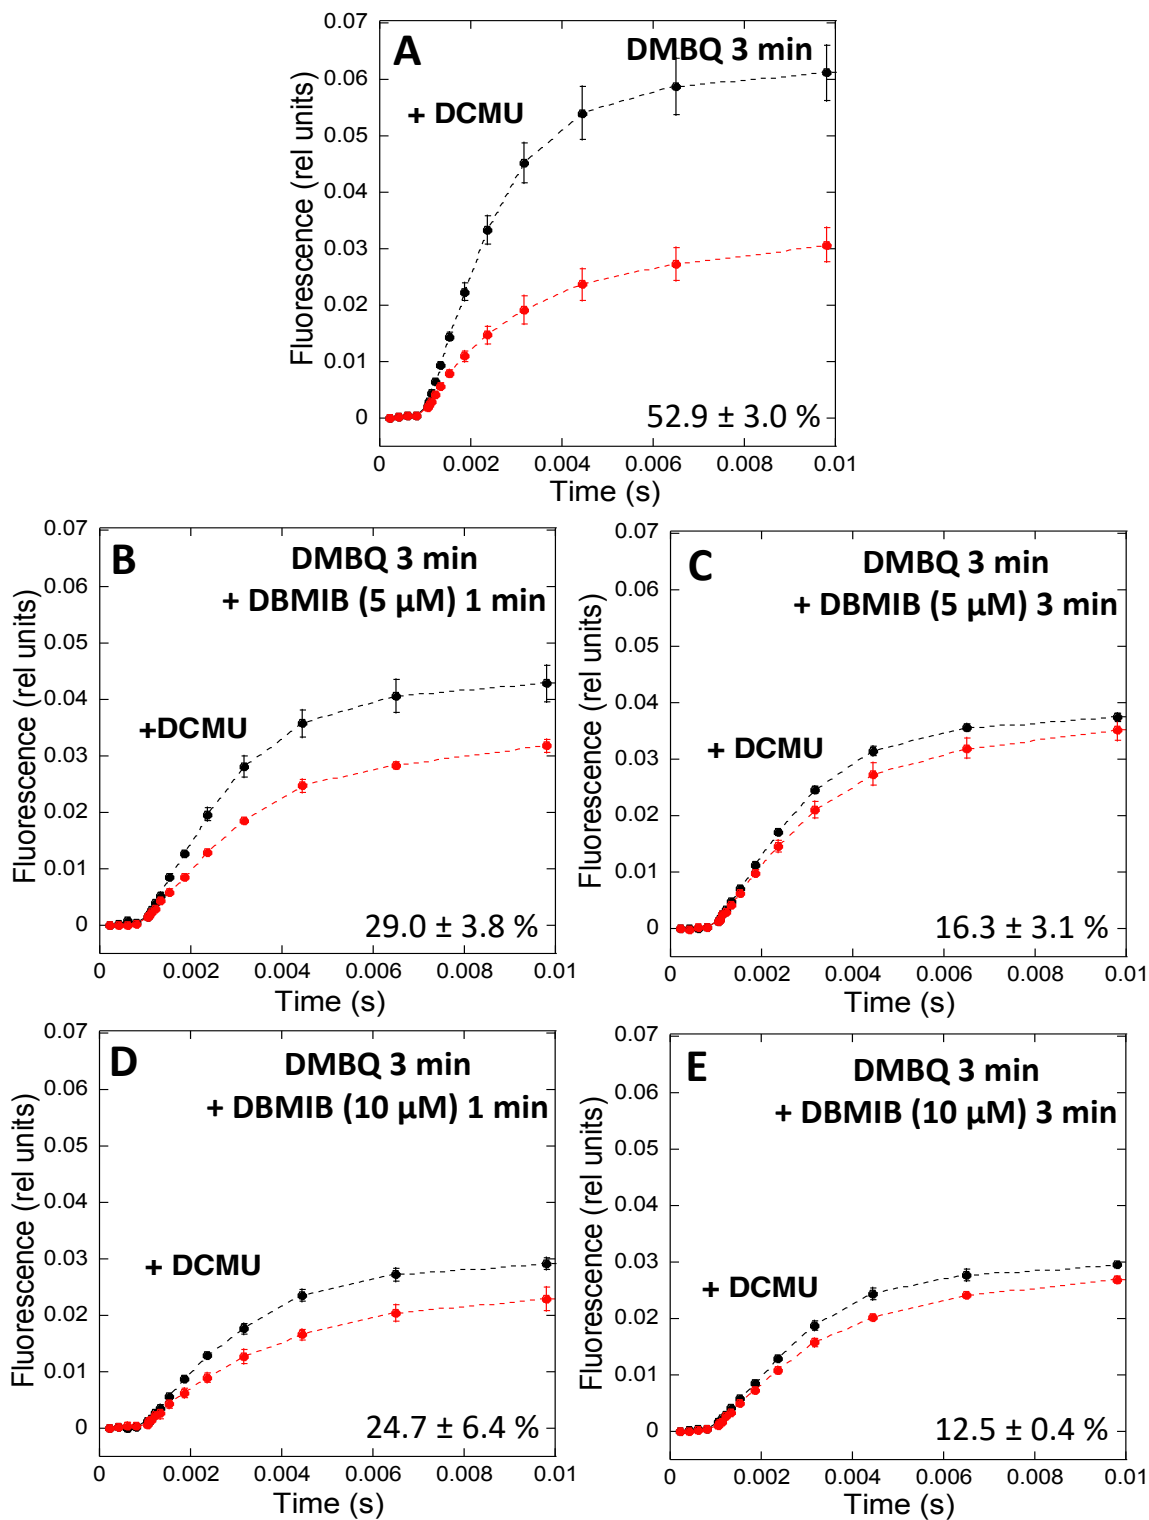 A
DMBQ 3 min
+ DCMU
52.9 ± 3.0 %
Fluorescence (rel units)
0.07
0.06
0.05
0.04
0.03
0.02
0.01
0
0 0.002 0.004 0.006 0.008 0.01
Time (s)
B
DMBQ 3 min
+ DBMIB (5 µM) 1 min
+DCMU
29.0 ± 3.8 %
Fluorescence (rel units)
0.07
0.06
0.05
0.04
0.03
0.02
0.01
0
0 0.002 0.004 0.006 0.008 0.01
Time (s)
C
DMBQ 3 min
+ DBMIB (5 µM) 3 min
+ DCMU
16.3 ± 3.1 %
Fluorescence (rel units)
0.07
0.06
0.05
0.04
0.03
0.02
0.01
0
0 0.002 0.004 0.006 0.008 0.01
Time (s)
D
DMBQ 3 min
+ DBMIB (10 µM) 1 min
+ DCMU
24.7 ± 6.4 %
Fluorescence (rel units)
0.07
0.06
0.05
0.04
0.03
0.02
0.01
0
0 0.002 0.004 0.006 0.008 0.01
Time (s)
E
DMBQ 3 min
+ DBMIB (10 µM) 3 min
+ DCMU
12.5 ± 0.4 %
Fluorescence (rel units)
0.07
0.06
0.05
0.04
0.03
0.02
0.01
0
0 0.002 0.004 0.006 0.008 0.01
Time (s)